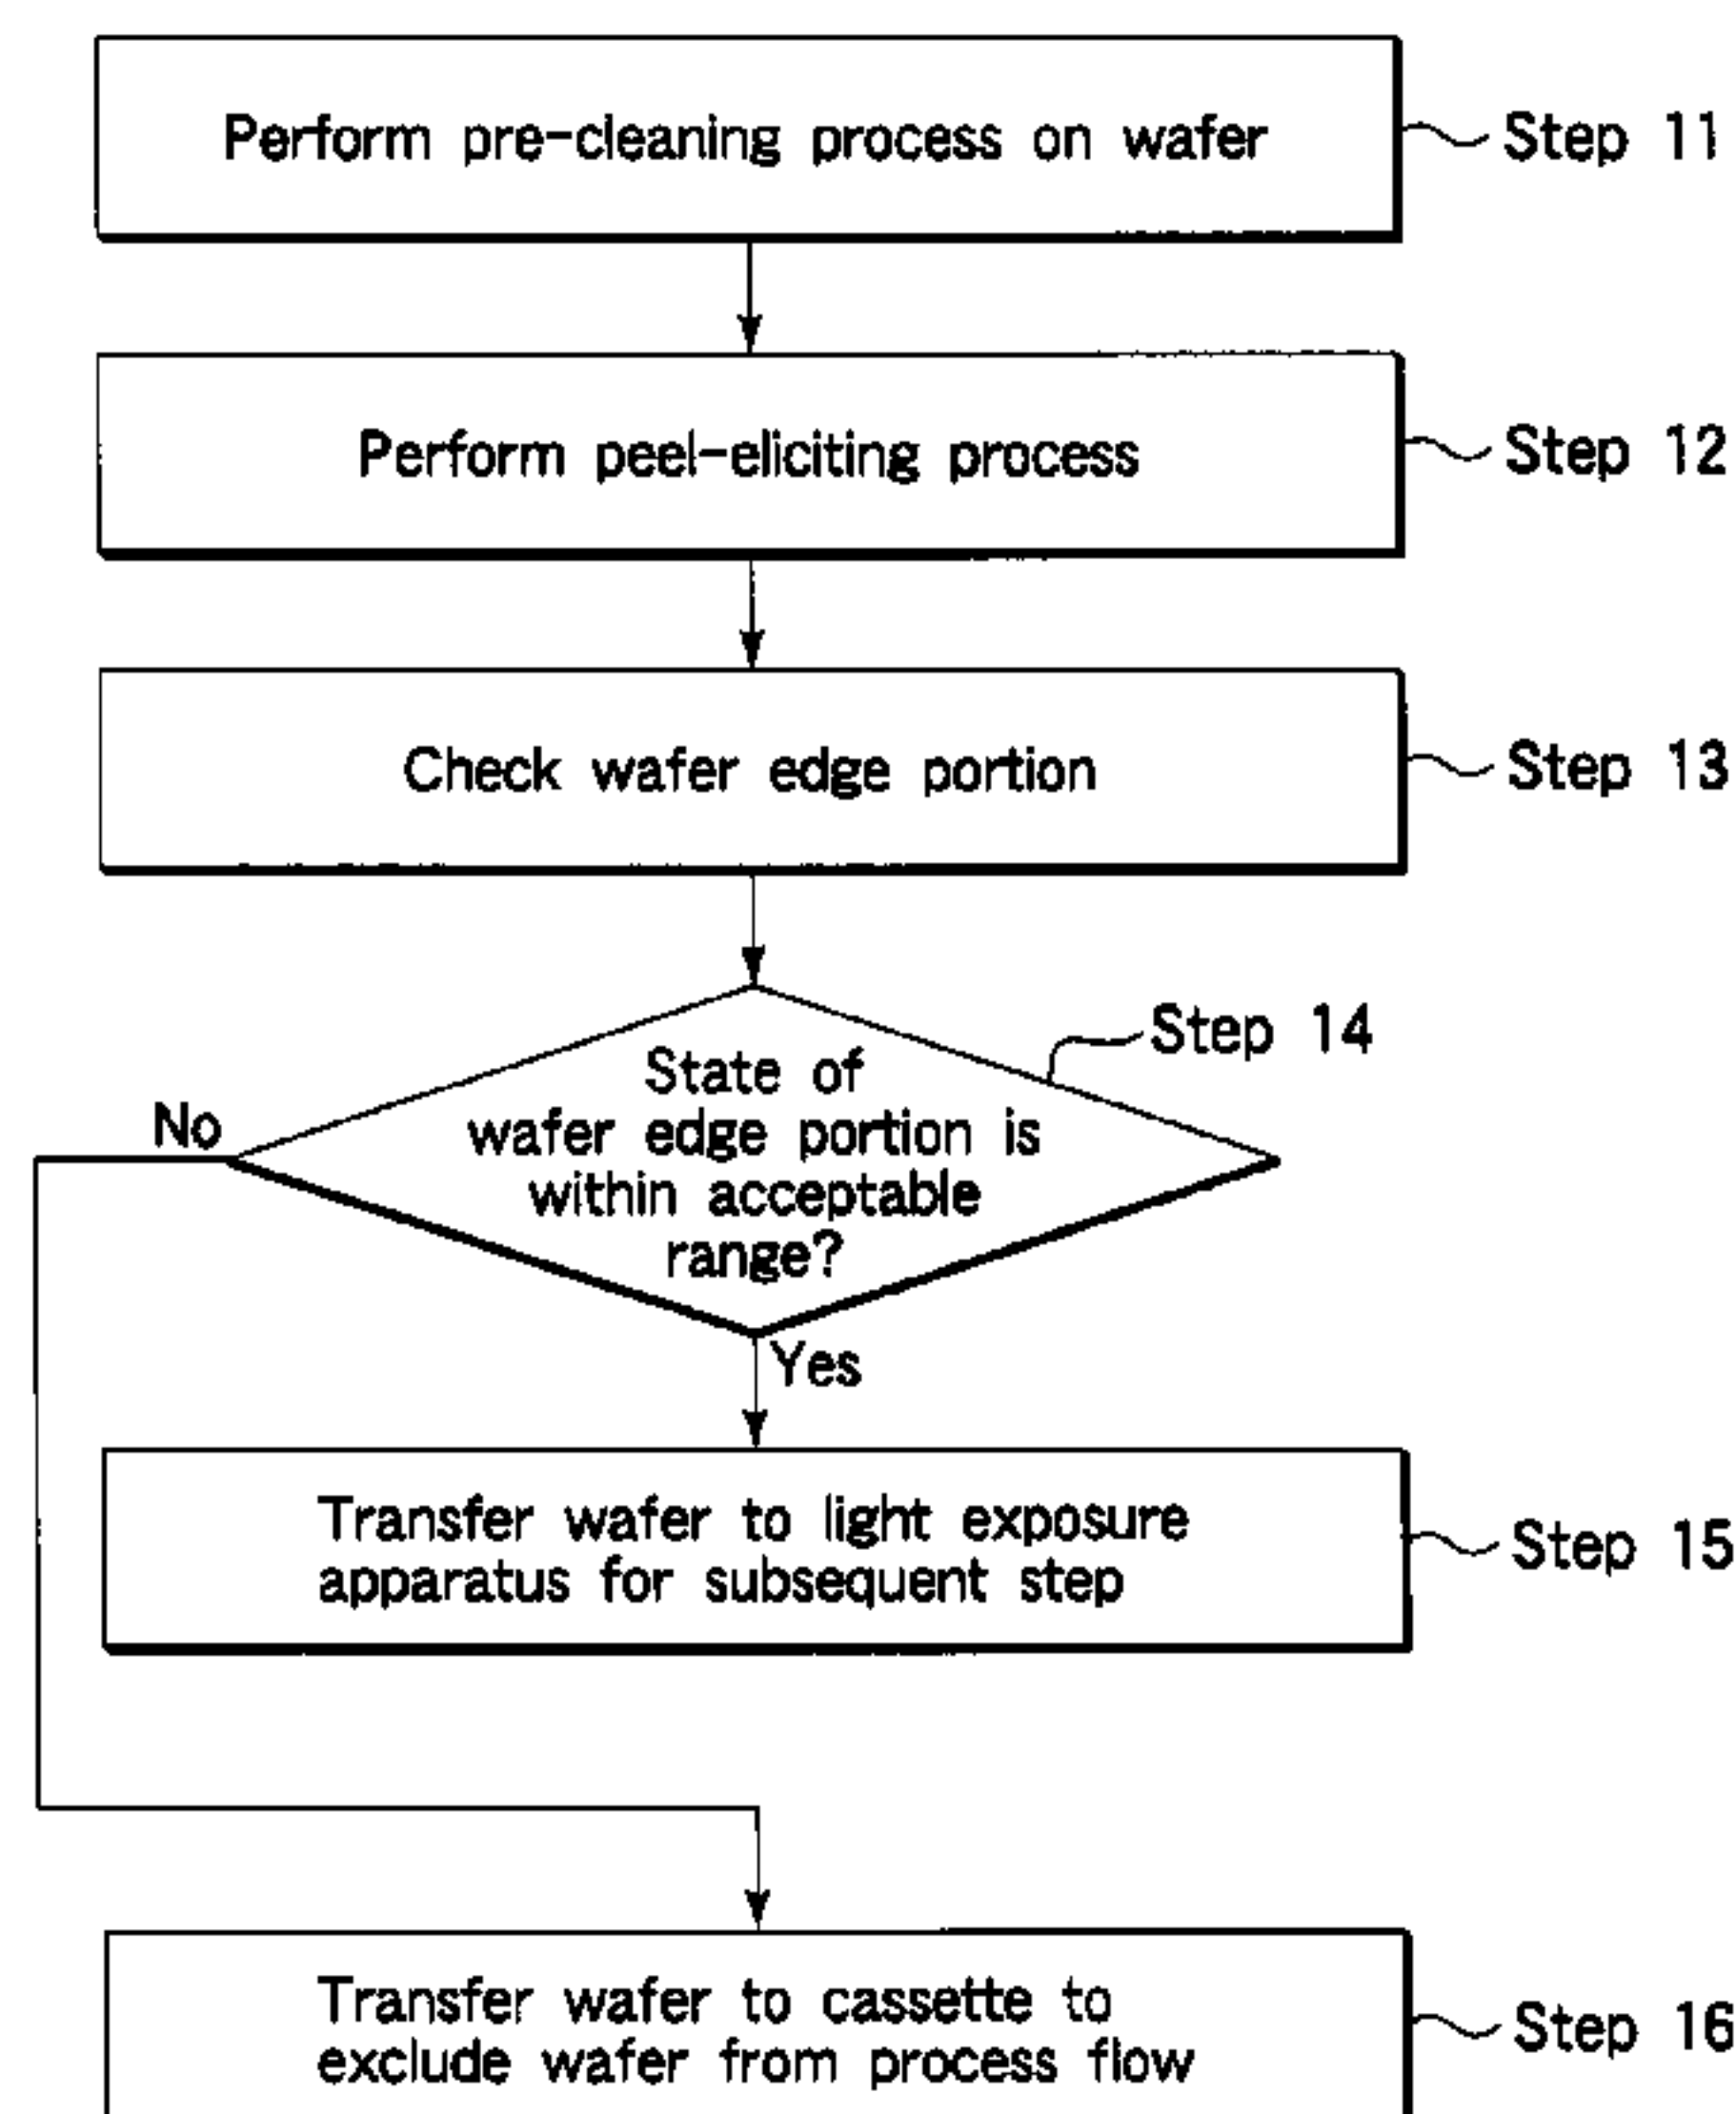 Perform pre-cleaning process on wafer
Step 11
Perform peel-eliciting process
Step 12
Check wafer edge portion
Step 13
Step 14
State of
wafer edge portion is
within acceptable
range?
No
Yes
Transfer wafer to light exposure
apparatus for subsequent step
Step 15
Transfer wafer to cassette to
exclude wafer from process flow
Step 16